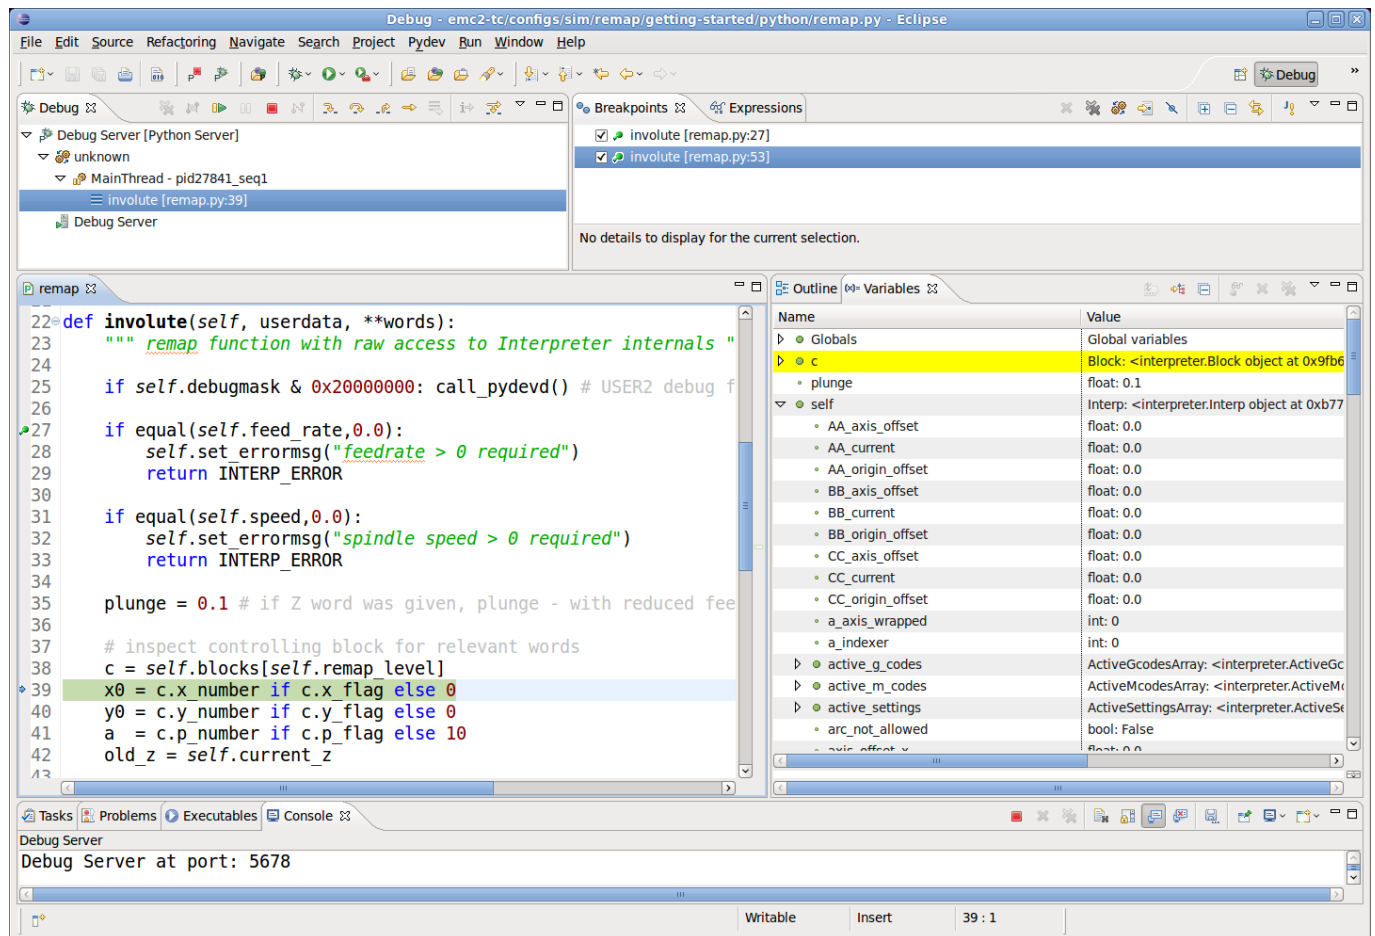 Debug - emc2-tc/configs/sim/remap/getting-started/python/remap.py - Eclipse
File Edit Source Refactoring Navigate Search Project Pydev Run Window Help
Debug
»
Debug
Debug Server [Python Server]
unknown
MainThread - pid27841_seq1
involute [remap.py:39]
Debug Server
Breakpoints Expressions
involute [remap.py:27]
involute [remap.py:53]
No details to display for the current selection.
remap
22 def involute(self, userdata, **words):
23 """ remap function with raw access to Interpreter internals "
24
25 if self.debugmask & 0x20000000: call_pydevd() # USER2 debug f
26
27 if equal(self.feed_rate,0.0):
28 self.set_errormsg("feedrate > 0 required")
29 return INTERP_ERROR
30
31 if equal(self.speed,0.0):
32 self.set_errormsg("spindle speed > 0 required")
33 return INTERP_ERROR
34
35 plunge = 0.1 # if Z word was given, plunge - with reduced fee
36
37 # inspect controlling block for relevant words
38 c = self.blocks[self.remap_level]
39 x0 = c.x_number if c.x_flag else 0
40 y0 = c.y_number if c.y_flag else 0
41 a = c.p_number if c.p_flag else 10
42 old_z = self.current_z
43
Outline Variables
Name Value
Globals Global variables
c Block: <interpreter.Block object at 0x9fb6
plunge float: 0.1
self Interp: <interpreter.Interp object at 0xb77
AA_axis_offset float: 0.0
AA_current float: 0.0
AA_origin_offset float: 0.0
BB_axis_offset float: 0.0
BB_current float: 0.0
BB_origin_offset float: 0.0
CC_axis_offset float: 0.0
CC_current float: 0.0
CC_origin_offset float: 0.0
a_axis_wrapped int: 0
a_indexer int: 0
active_g_codes ActiveGcodesArray: <interpreter.ActiveGc
active_m_codes ActiveMcodesArray: <interpreter.ActiveMc
active_settings ActiveSettingsArray: <interpreter.ActiveSe
arc_not_allowed bool: False
axis_offset_x float: 0.0
Tasks Problems Executables Console
Debug Server
Debug Server at port: 5678
Writable Insert 39 : 1